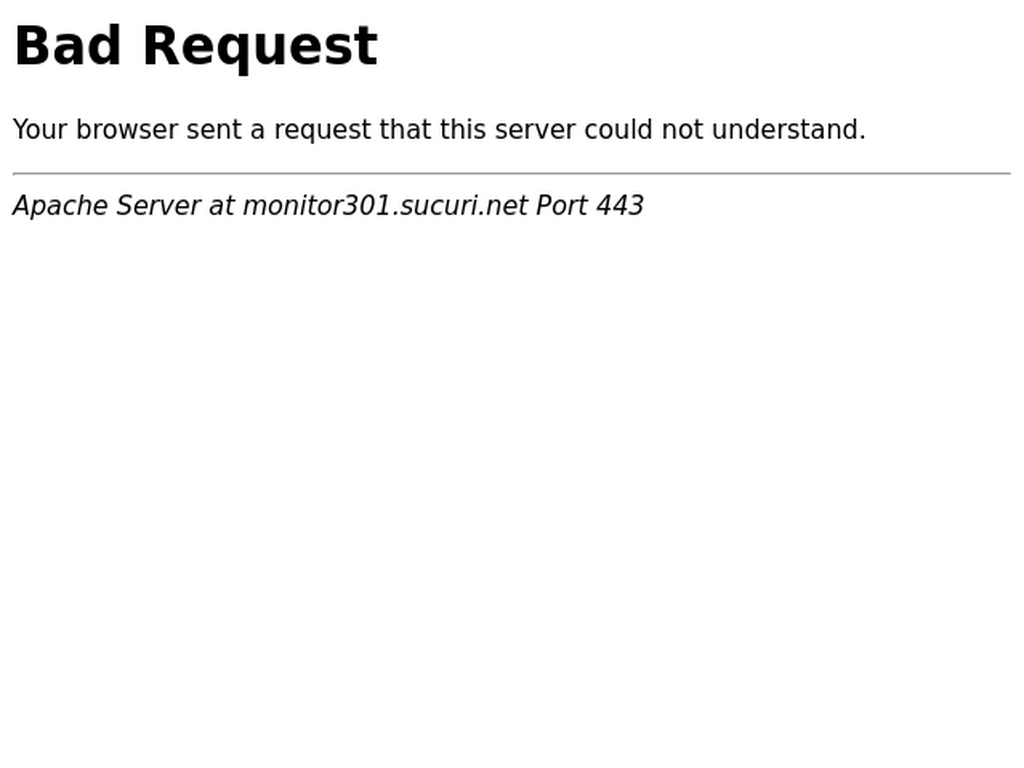 Bad Request
Your browser sent a request that this server could not understand.
Apache Server at monitor301.sucuri.net Port 443